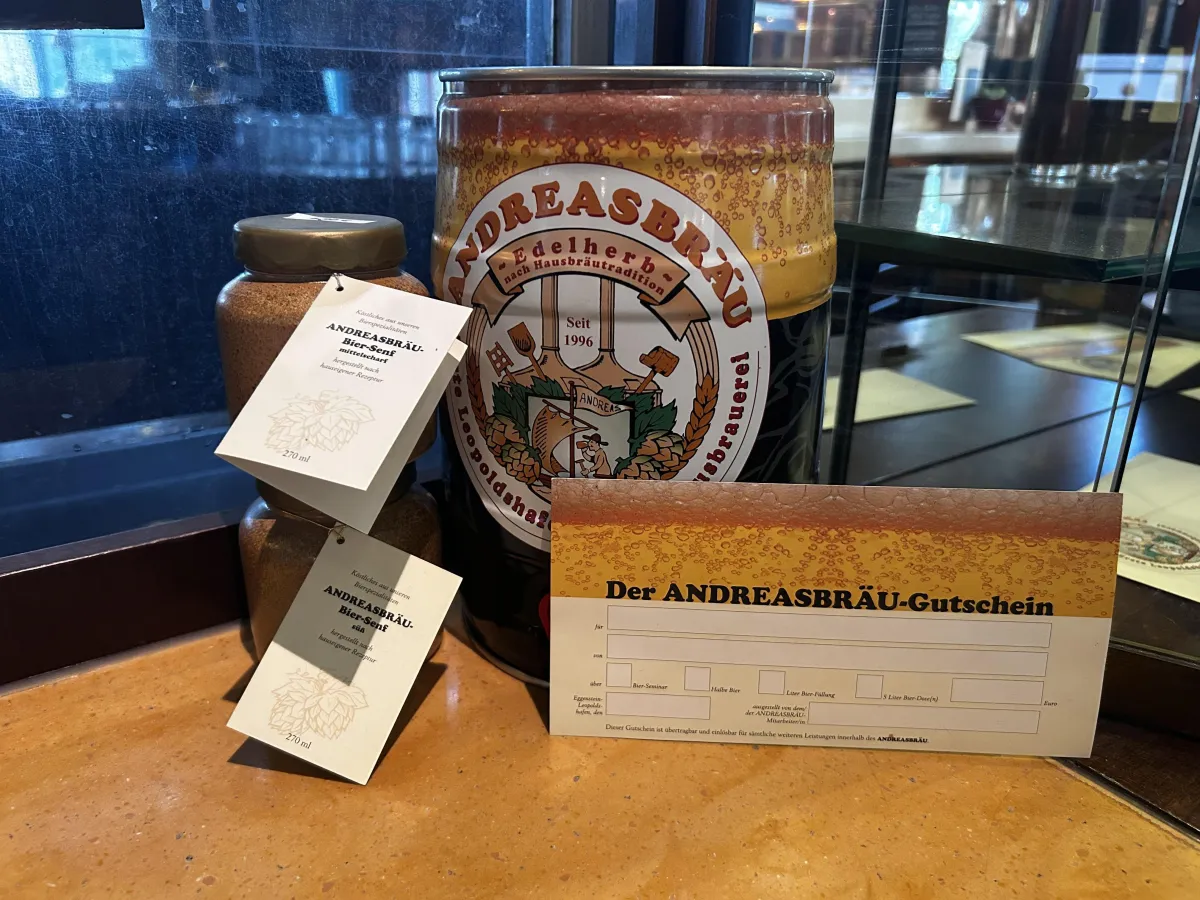 ANDREASBRÄU
~ Edelherb ~
nach Hausbräutradition
Seit
1996
ANDREAS
Leopoldshaf
usbrauerei
Köstliches aus unseren
Bierspezialitäten
ANDREASBRÄU-
Bier-Senf
mittelscharf
hergestellt nach
hauseigener Rezeptur
270 ml
Köstliches aus unseren
Bierspezialitäten
ANDREASBRÄU-
Bier-Senf
süß
hergestellt nach
hauseigener Rezeptur
270 ml
Der ANDREASBRÄU-Gutschein
für
von
über Bier-Seminar Halbe Bier Liter Bier-Füllung 5 Liter Bier-Dose(n) Euro
Eggenstein-
Leopolds-
hafen, den
ausgestellt von dem/
der ANDREASBRÄU-
Mitarbeiter/in
Dieser Gutschein ist übertragbar und einlösbar für sämtliche weiteren Leistungen innerhalb des ANDREASBRÄU.